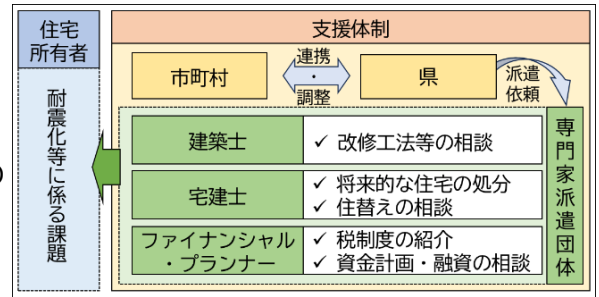 住宅
所有者
耐震化等に係る課題
支援体制
市町村
連携
・
調整
県
派遣
依頼
建築士
✓ 改修工法等の相談
宅建士
✓ 将来的な住宅の処分
✓ 住替えの相談
ファイナンシャル
・プランナー
✓ 税制度の紹介
✓ 資金計画・融資の相談
専門家派遣団体